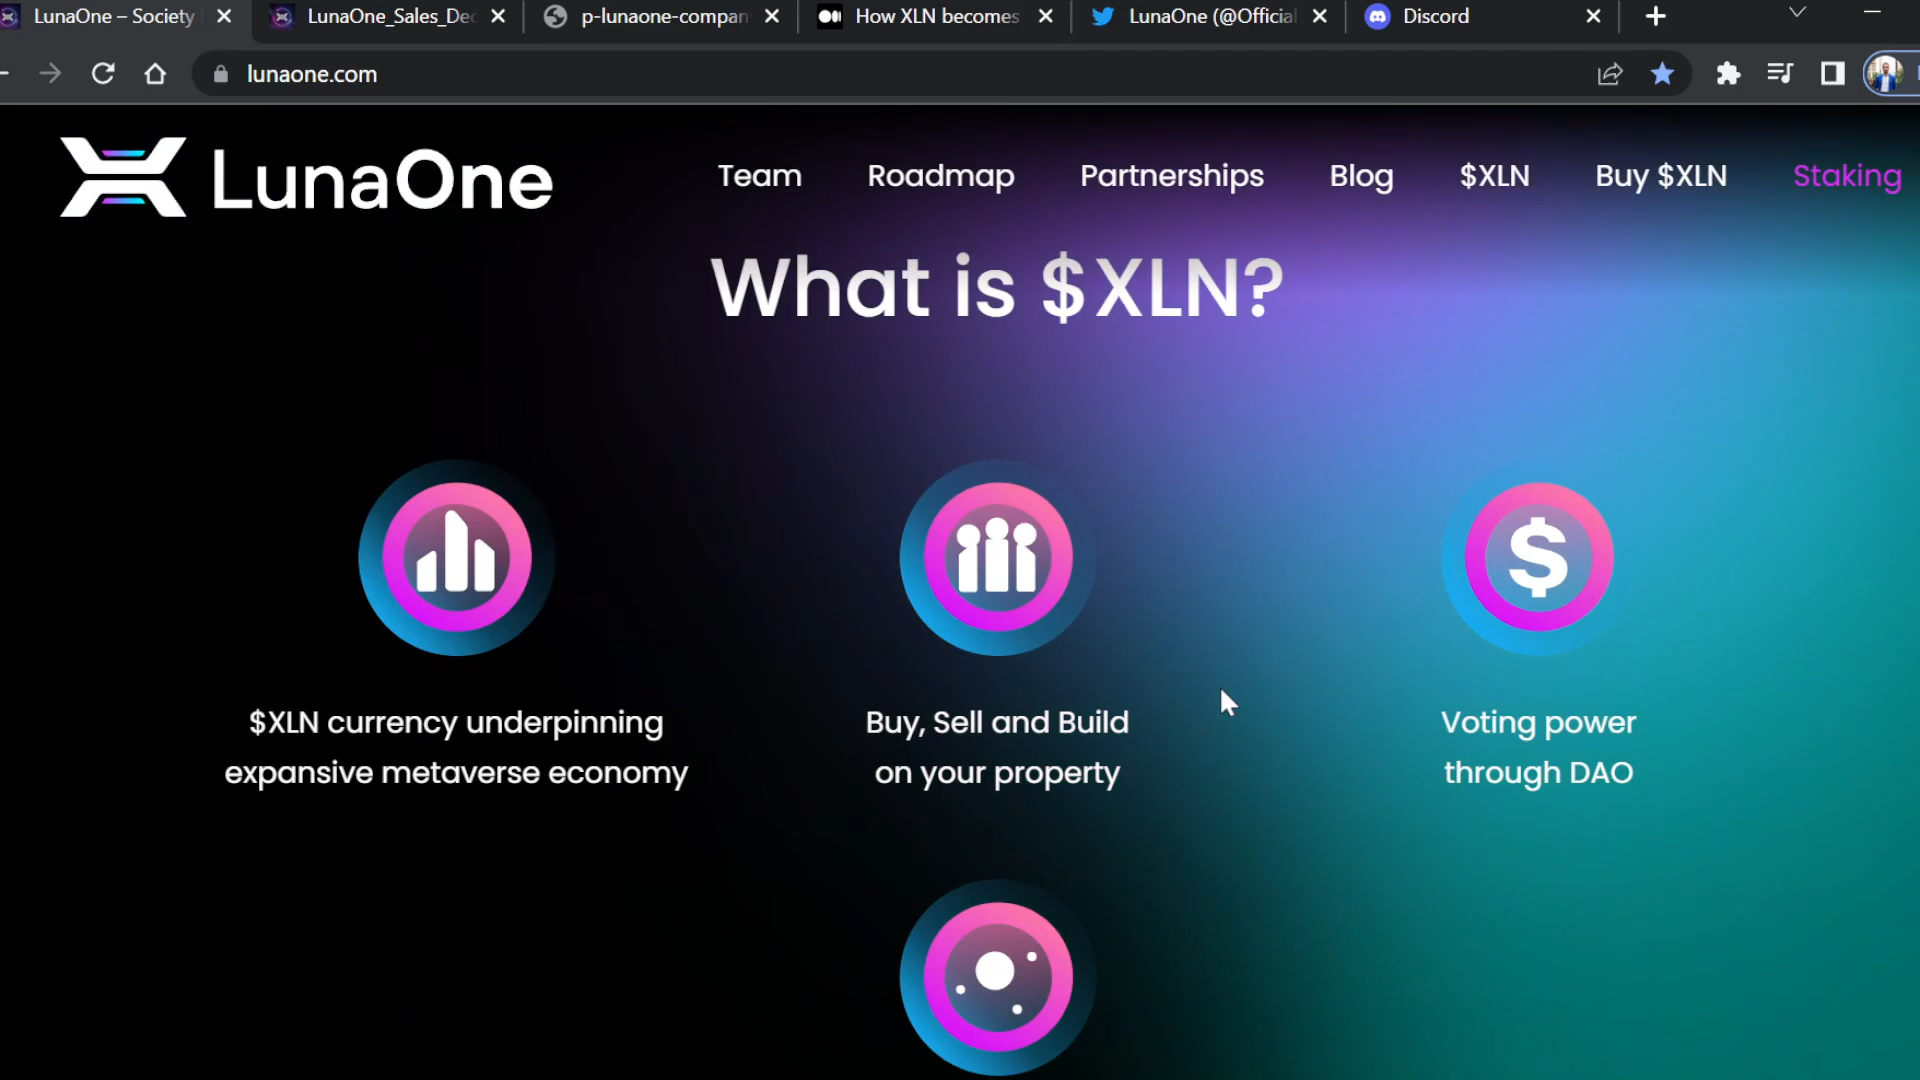 LunaOne – Society
LunaOne_Sales_Dec
p-lunaone-compan
How XLN becomes
LunaOne (@Official
Discord
lunaone.com
LunaOne
Team
Roadmap
Partnerships
Blog
$XLN
Buy $XLN
Staking
What is $XLN?
$XLN currency underpinning
expansive metaverse economy
Buy, Sell and Build
on your property
Voting power
through DAO